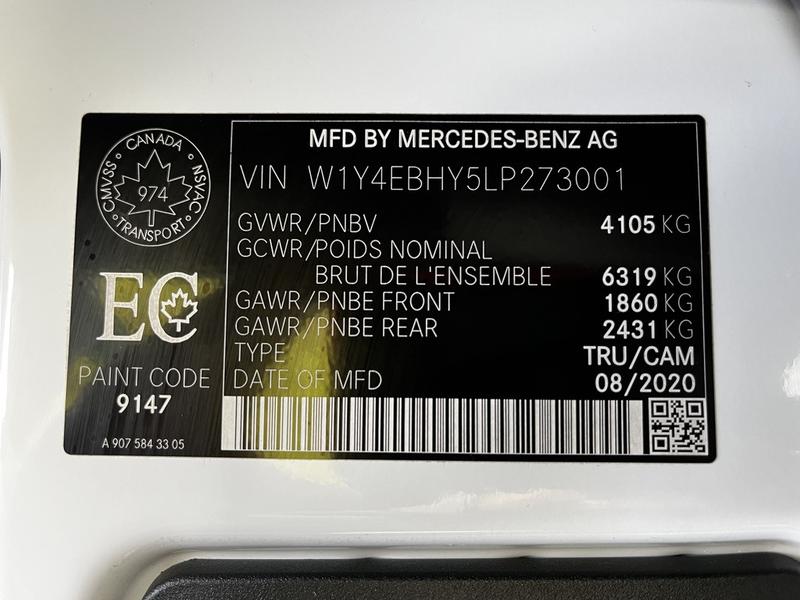 CANADA
CMVSS
NSVAC
974
TRANSPORT
EC
PAINT CODE
9147
A 907 584 33 05
MFD BY MERCEDES-BENZ AG
VIN W1Y4EBHY5LP273001
GVWR/PNBV 4105 KG
GCWR/POIDS NOMINAL
BRUT DE L'ENSEMBLE 6319 KG
GAWR/PNBE FRONT 1860 KG
GAWR/PNBE REAR 2431 KG
TYPE TRU/CAM
DATE OF MFD 08/2020